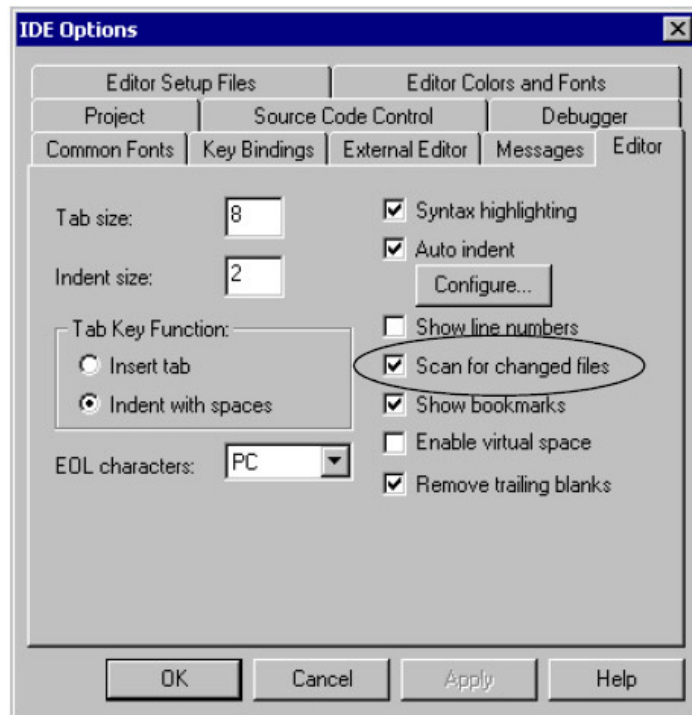 IDE Options
Editor Setup Files Editor Colors and Fonts
Project Source Code Control Debugger
Common Fonts Key Bindings External Editor Messages Editor
Tab size: 8
Indent size: 2
Tab Key Function:
Insert tab
Indent with spaces
EOL characters: PC
Syntax highlighting
Auto indent
Configure...
Show line numbers
Scan for changed files
Show bookmarks
Enable virtual space
Remove trailing blanks
OK Cancel Apply Help